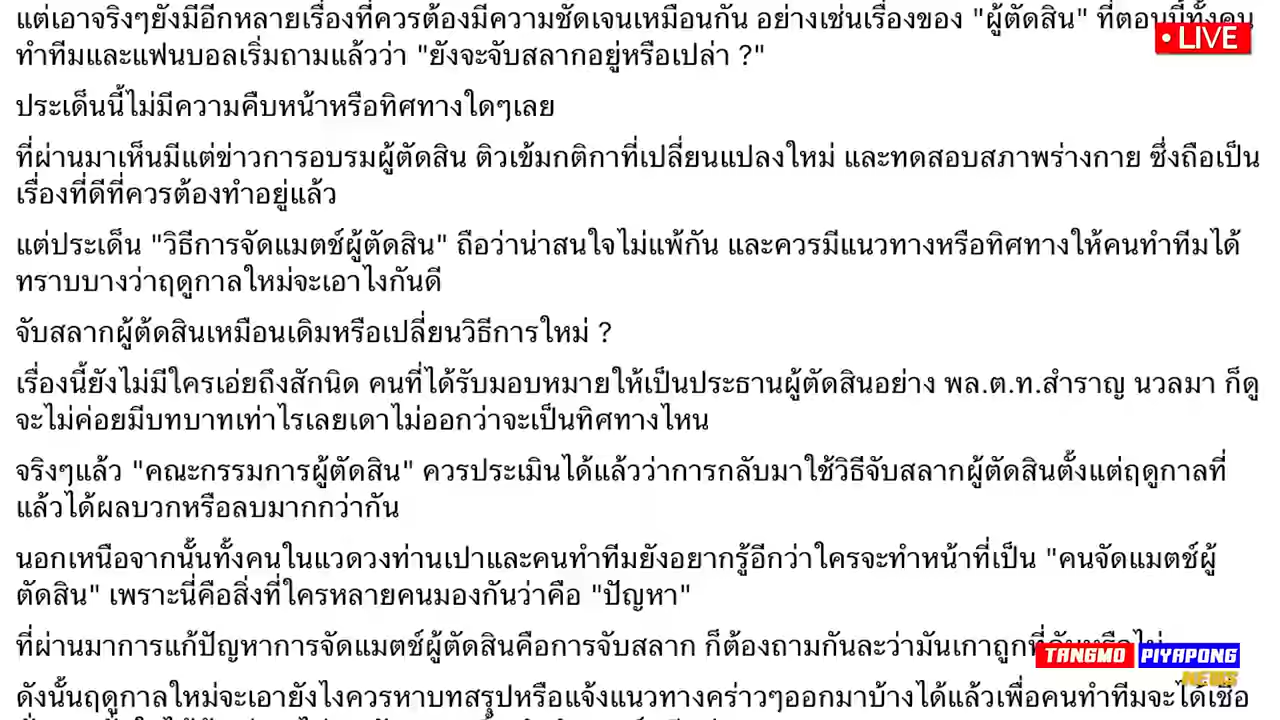 แต่เอาจริงๆยังมีอีกหลายเรื่องที่ควรต้องมีความชัดเจนเหมือนกัน อย่างเช่นเรื่องของ "ผู้ตัดสิน" ที่ตอนนี้ทั้งคน
LIVE
ทำทีมและแฟนบอลเริ่มถามแล้วว่า "ยังจะจับสลากอยู่หรือเปล่า ?"
ประเด็นนี้ไม่มีความคืบหน้าหรือทิศทางใดๆเลย
ที่ผ่านมาเห็นมีแต่ข่าวการอบรมผู้ตัดสิน ติวเข้มกติกาที่เปลี่ยนแปลงใหม่ และทดสอบสภาพร่างกาย ซึ่งถือเป็น
เรื่องที่ดีที่ควรต้องทำอยู่แล้ว
แต่ประเด็น "วิธีการจัดแมตช์ผู้ตัดสิน" ถือว่าน่าสนใจไม่แพ้กัน และควรมีแนวทางหรือทิศทางให้คนทำทีมได้
ทราบบางว่าฤดูกาลใหม่จะเอาไงกันดี
จับสลากผู้ต้ดสินเหมือนเดิมหรือเปลี่ยนวิธีการใหม่ ?
เรื่องนี้ยังไม่มีใครเอ่ยถึงสักนิด คนที่ได้รับมอบหมายให้เป็นประธานผู้ตัดสินอย่าง พล.ต.ท.สำราญ นวลมา ก็ดู
จะไม่ค่อยมีบทบาทเท่าไรเลยเดาไม่ออกว่าจะเป็นทิศทางไหน
จริงๆแล้ว "คณะกรรมการผู้ตัดสิน" ควรประเมินได้แล้วว่าการกลับมาใช้วิธีจับสลากผู้ตัดสินตั้งแต่ฤดูกาลที่
แล้วได้ผลบวกหรือลบมากกว่ากัน
นอกเหนือจากนั้นทั้งคนในแวดวงท่านเปาและคนทำทีมยังอยากรู้อีกว่าใครจะทำหน้าที่เป็น "คนจัดแมตช์ผู้
ตัดสิน" เพราะนี่คือสิ่งที่ใครหลายคนมองกันว่าคือ "ปัญหา"
ที่ผ่านมาการแก้ปัญหาการจัดแมตช์ผู้ตัดสินคือการจับสลาก ก็ต้องถามกันละว่ามันเกาถูกที่คันหรือไม่
TANGMO PIYAPONG
NEWS
ดังนั้นฤดูกาลใหม่จะเอายังไงควรหาบทสรุปหรือแจ้งแนวทางคร่าวๆออกมาบ้างได้แล้วเพื่อคนทำทีมจะได้เชื่อ